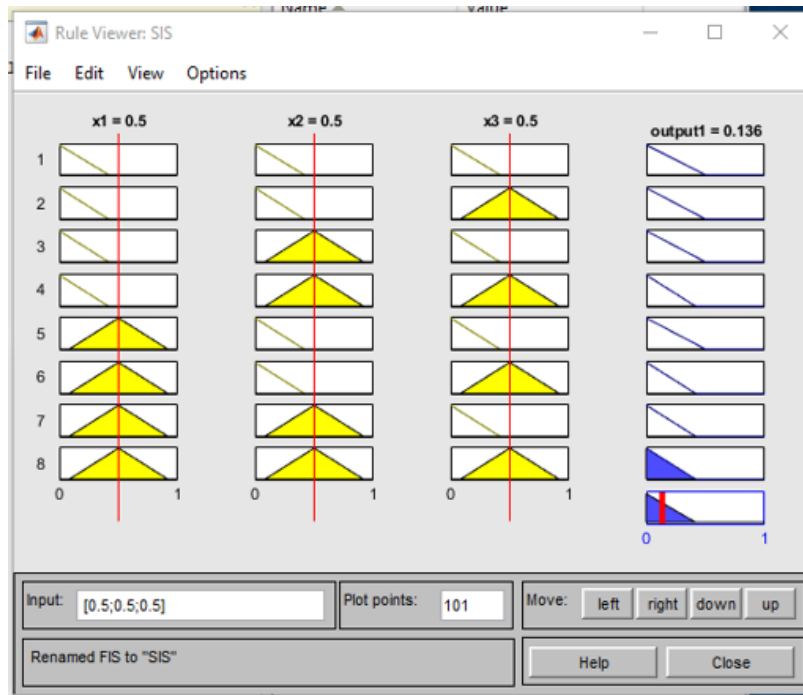 Name Value
Rule Viewer: SIS
File Edit View Options
x1 = 0.5 x2 = 0.5 x3 = 0.5 output1 = 0.136
1
2
3
4
5
6
7
8
0 1 0 1 0 1
0 1
Input: [0.5;0.5;0.5] Plot points: 101 Move: left right down up
Renamed FIS to "SIS" Help Close